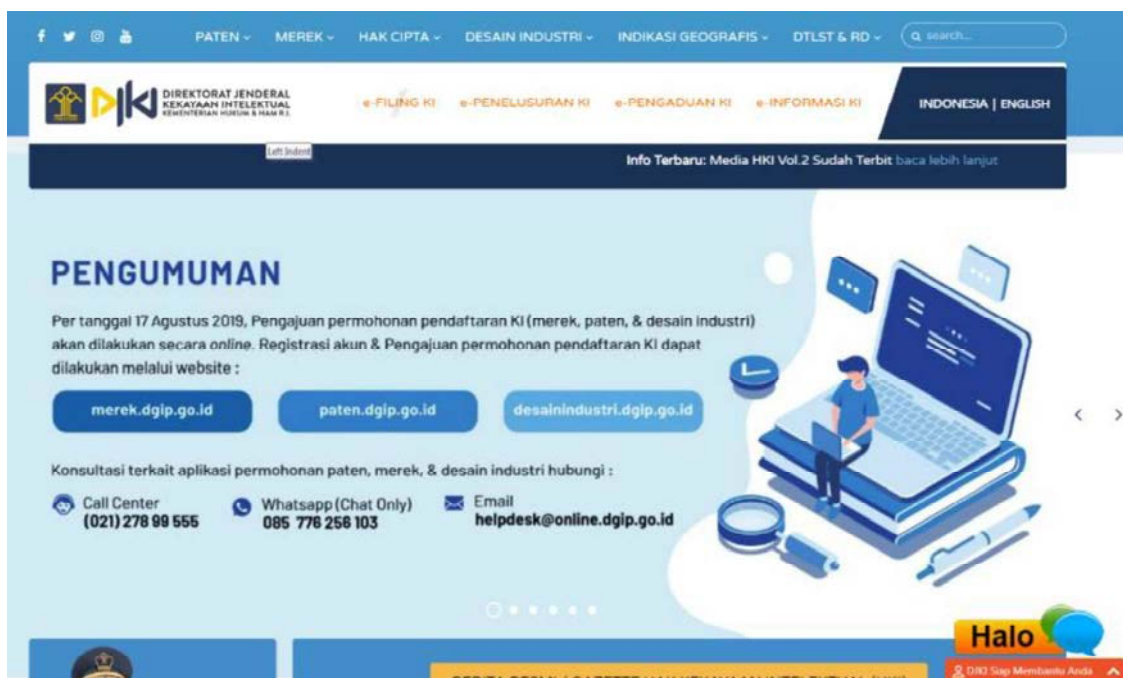 PATEN MEREK HAK CIPTA DESAIN INDUSTRI INDIKASI GEOGRAFIS DTLST & RD search...
DIREKTORAT JENDERAL
KEKAYAAN INTELEKTUAL
KEMENTERIAN HUKUM & HAM R.I.
e-FILING KI e-PENELUSURAN KI e-PENGADUAN KI e-INFORMASI KI INDONESIA | ENGLISH
Left Indent
Info Terbaru: Media HKI Vol.2 Sudah Terbit baca lebih lanjut
PENGUMUMAN
Per tanggal 17 Agustus 2019, Pengajuan permohonan pendaftaran KI (merek, paten, & desain industri)
akan dilakukan secara online. Registrasi akun & Pengajuan permohonan pendaftaran KI dapat
dilakukan melalui website :
merek.dgip.go.id paten.dgip.go.id desainindustri.dgip.go.id
Konsultasi terkait aplikasi permohonan paten, merek, & desain industri hubungi :
Call Center
(021) 278 99 555
Whatsapp (Chat Only)
085 776 256 103
Email
helpdesk@online.dgip.go.id
Halo
DJKI Siap Membantu Anda